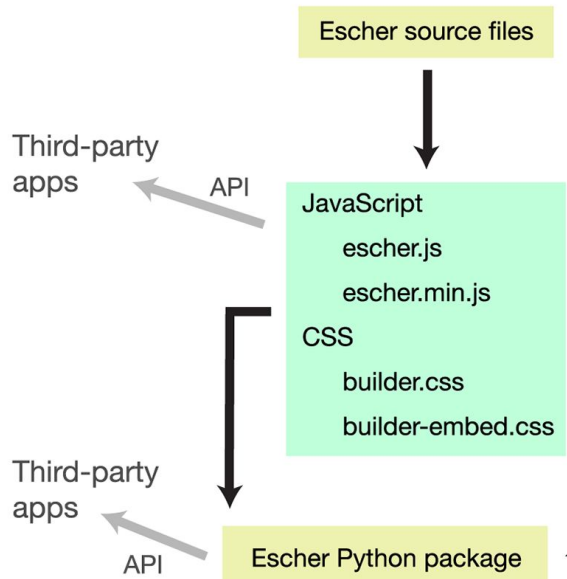 Escher source files
Third-party
apps
API
JavaScript
escher.js
escher.min.js
CSS
builder.css
builder-embed.css
Third-party
apps
API
Escher Python package